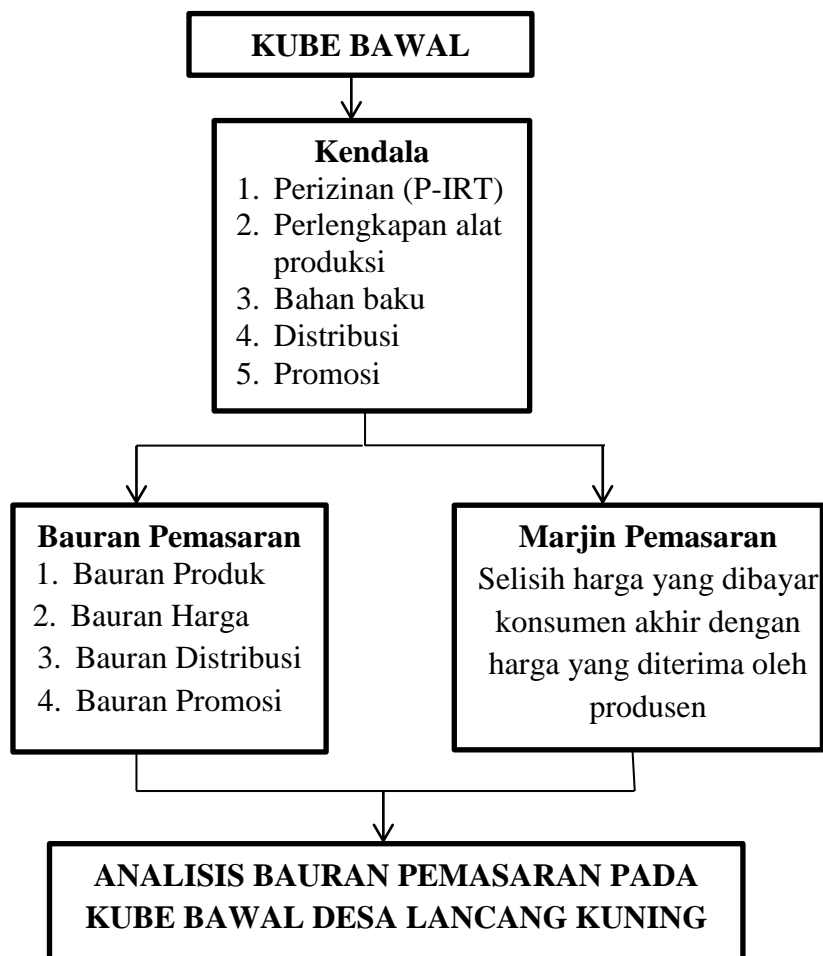 KUBE BAWAL
Kendala
1. Perizinan (P-IRT)
2. Perlengkapan alat
produksi
3. Bahan baku
4. Distribusi
5. Promosi
Bauran Pemasaran
1. Bauran Produk
2. Bauran Harga
3. Bauran Distribusi
4. Bauran Promosi
Marjin Pemasaran
Selisih harga yang dibayar
konsumen akhir dengan
harga yang diterima oleh
produsen
ANALISIS BAURAN PEMASARAN PADA
KUBE BAWAL DESA LANCANG KUNING